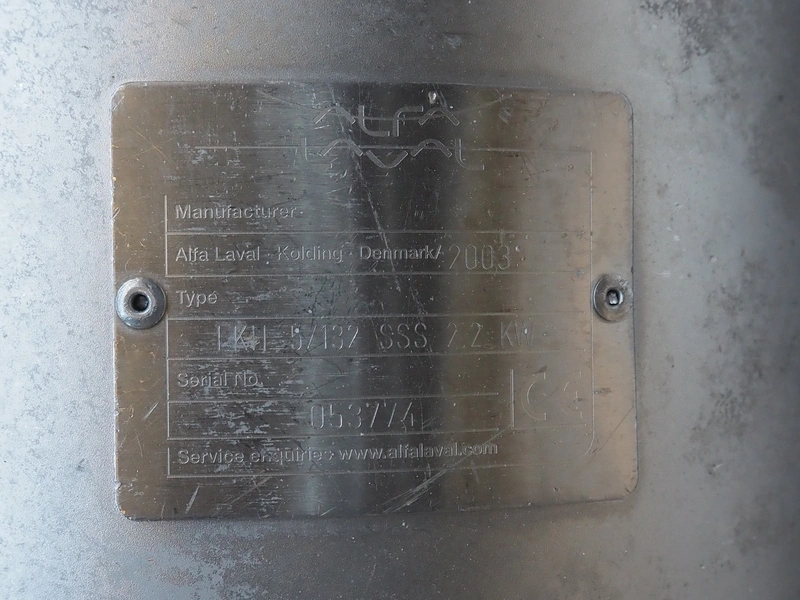 ALFA
LAVAL
Manufacturer
Alfa Laval - Kolding - Denmark/ 2003
Type
LKH 5/132 SSS 2.2 KW
Serial No.
053774 CE
Service enquiries www.alfalaval.com